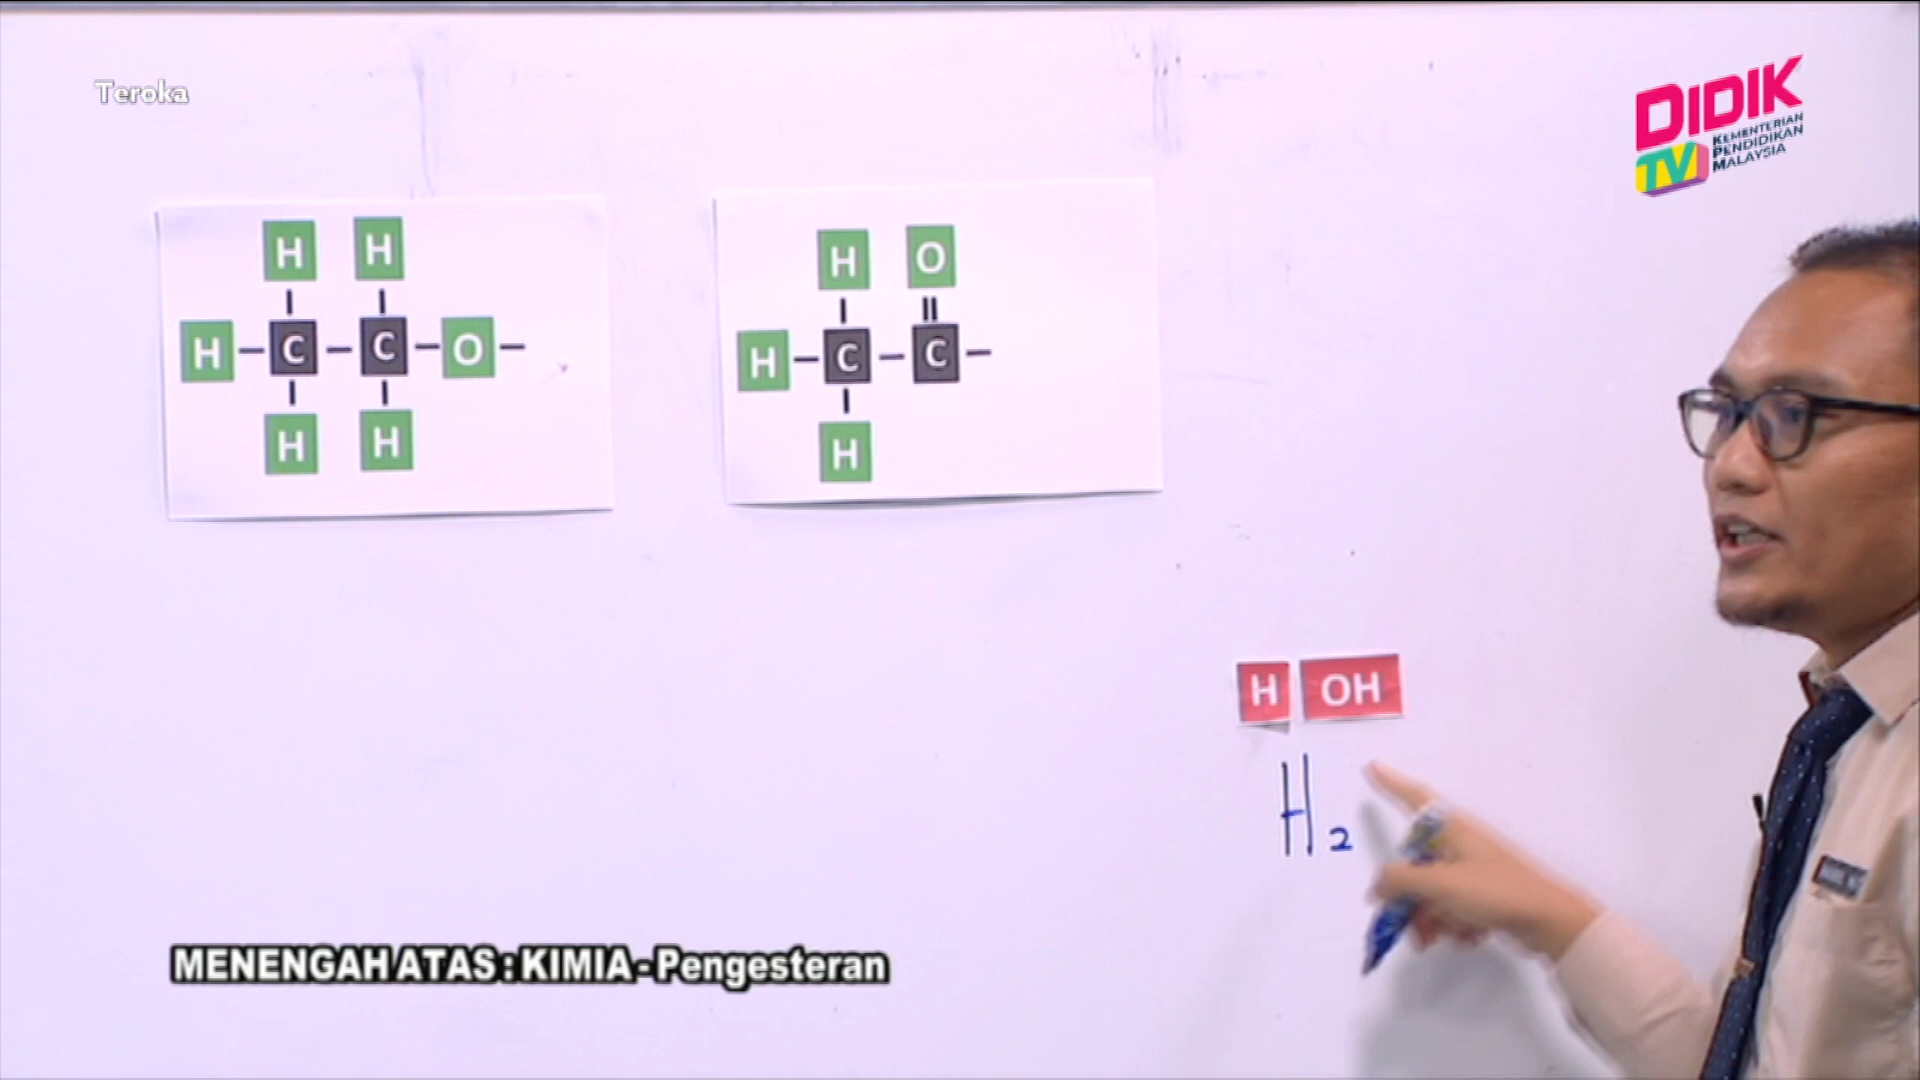 Teroka
DIDIK
TV
KEMENTERIAN
PENDIDIKAN
MALAYSIA
H H
H C C O
H H
H O
H C C
H
H OH
H₂
MENENGAH ATAS : KIMIA - Pengesteran